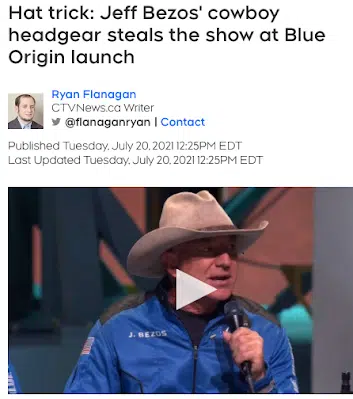 Hat trick: Jeff Bezos' cowboy
headgear steals the show at Blue
Origin launch
Ryan Flanagan
CTVNews.ca Writer
@flanaganryan | Contact
Published Tuesday, July 20, 2021 12:25PM EDT
Last Updated Tuesday, July 20, 2021 12:25PM EDT
J. BEZOS